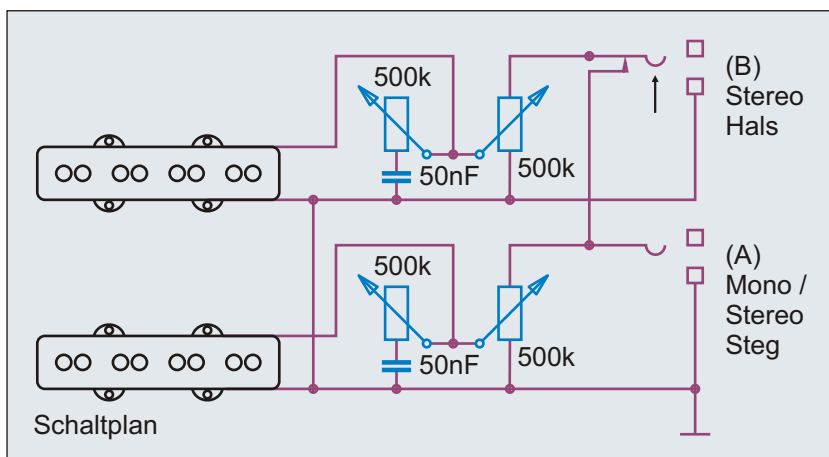 500k
50nF
500k
(B)
Stereo
Hals
500k
50nF
500k
(A)
Mono /
Stereo
Steg
Schaltplan